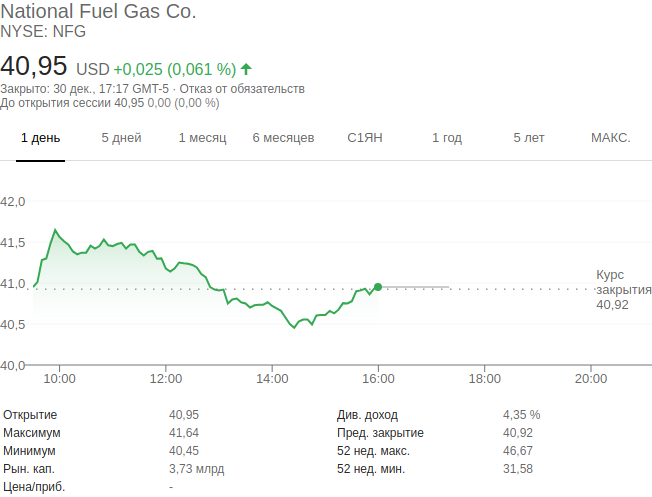 National Fuel Gas Co.
NYSE: NFG
40,95 USD +0,025 (0,061 %)
Закрыто: 30 дек., 17:17 GMT-5 · Отказ от обязательств
До открытия сессии 40,95 0,00 (0,00 %)
1 день 5 дней 1 месяц 6 месяцев С1ЯН 1 год 5 лет МАКС.
42,0
41,5
41,0
40,5
40,0
Курс
закрытия
40,92
10:00 12:00 14:00 16:00 18:00 20:00
Открытие 40,95 Див. доход 4,35 %
Максимум 41,64 Пред. закрытие 40,92
Минимум 40,45 52 нед. макс. 46,67
Рын. кап. 3,73 млрд 52 нед. мин. 31,58
Цена/приб. -